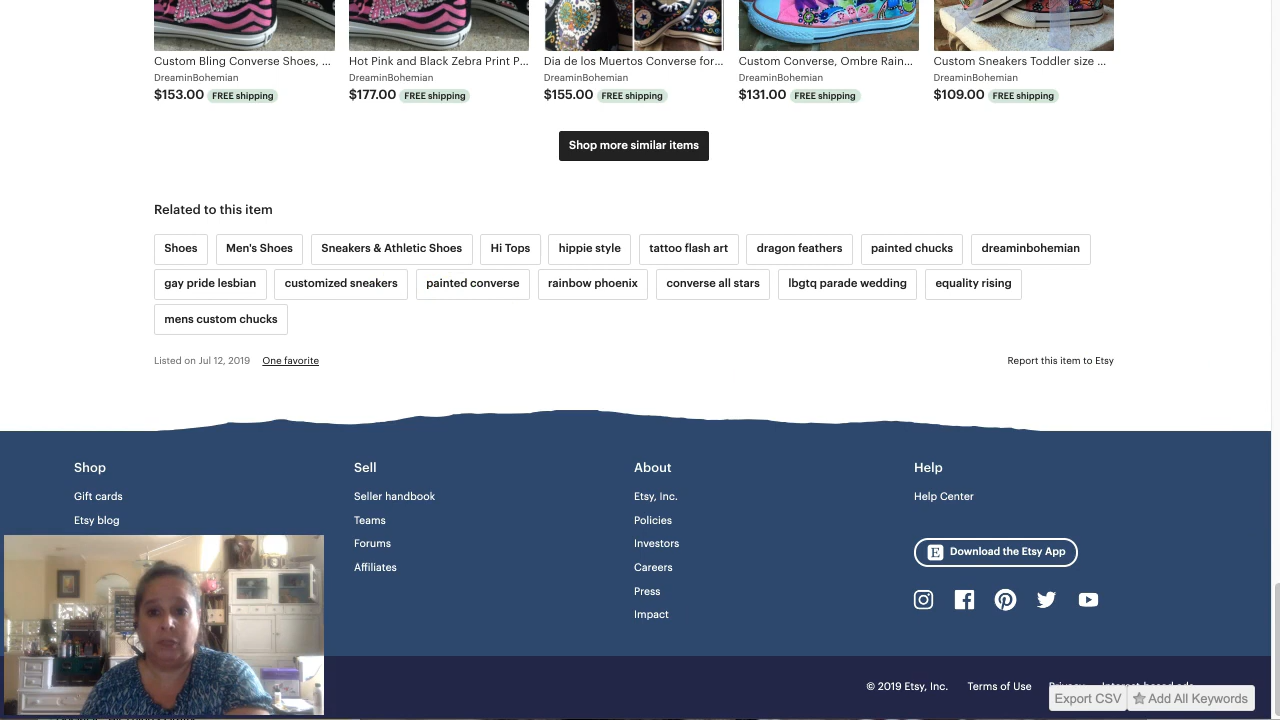 Custom Bling Converse Shoes, ... Hot Pink and Black Zebra Print P... Dia de los Muertos Converse for... Custom Converse, Ombre Rain... Custom Sneakers Toddler size ...
DreaminBohemian DreaminBohemian DreaminBohemian DreaminBohemian DreaminBohemian
$153.00 FREE shipping $177.00 FREE shipping $155.00 FREE shipping $131.00 FREE shipping $109.00 FREE shipping
Shop more similar items
Related to this item
Shoes Men's Shoes Sneakers & Athletic Shoes Hi Tops hippie style tattoo flash art dragon feathers painted chucks dreaminbohemian
gay pride lesbian customized sneakers painted converse rainbow phoenix converse all stars lbgtq parade wedding equality rising
mens custom chucks
Listed on Jul 12, 2019 One favorite Report this item to Etsy
Shop Sell About Help
Gift cards Seller handbook Etsy, Inc. Help Center
Etsy blog Teams Policies
Forums Investors
E Download the Etsy App
Affiliates Careers
Press
Impact
© 2019 Etsy, Inc. Terms of Use Privacy Interest-based ads
Export CSV Add All Keywords